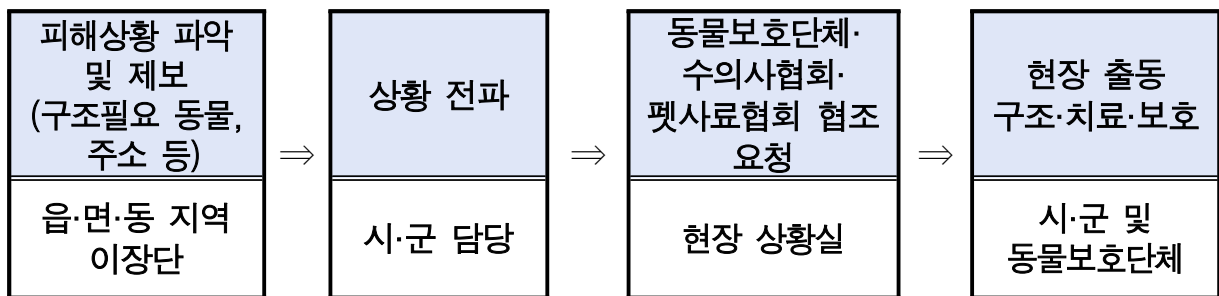 피해상황 파악
및 제보
(구조필요 동물,
주소 등)
읍·면·동 지역
이장단
⇒
상황 전파
시·군 담당
⇒
동물보호단체·
수의사협회·
펫사료협회 협조
요청
현장 상황실
⇒
현장 출동
구조·치료·보호
시·군 및
동물보호단체